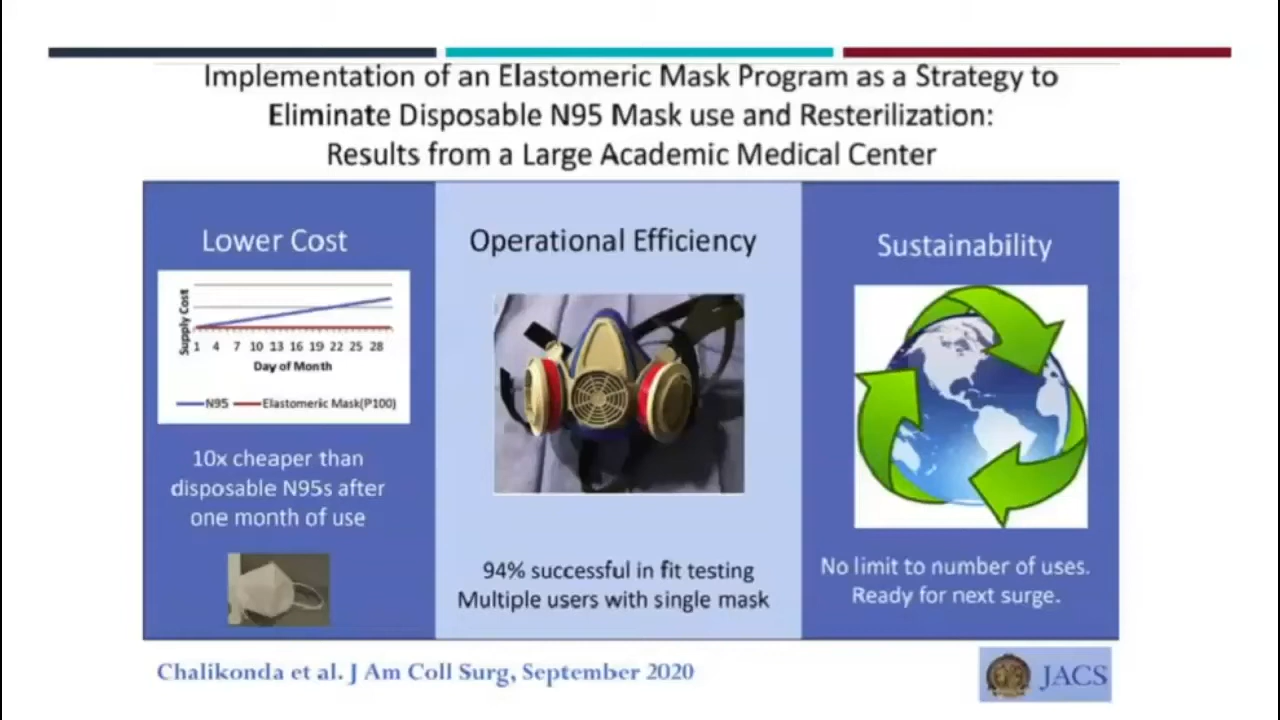 Implementation of an Elastomeric Mask Program as a Strategy to
Eliminate Disposable N95 Mask use and Resterilization:
Results from a Large Academic Medical Center
Lower Cost
Supply Cost
1 4 7 10 13 16 19 22 25 28
Day of Month
N95 Elastomeric Mask(P100)
10x cheaper than
disposable N95s after
one month of use
Operational Efficiency
94% successful in fit testing
Multiple users with single mask
Sustainability
No limit to number of uses.
Ready for next surge.
Chalikonda et al. J Am Coll Surg, September 2020
JACS